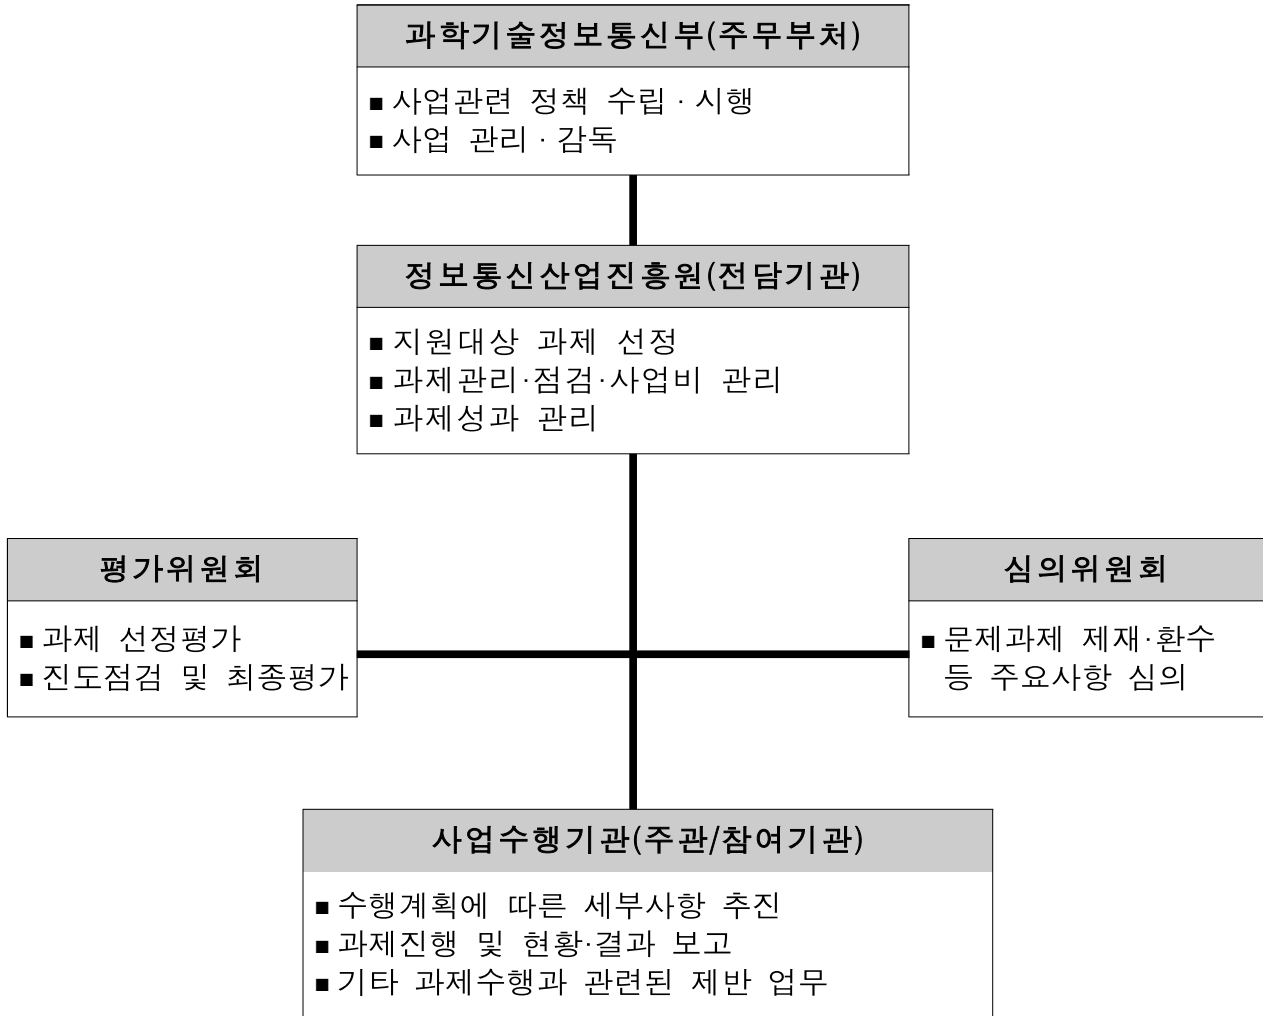 과학기술정보통신부(주무부처)
■ 사업관련 정책 수립 · 시행
■ 사업 관리 · 감독
정보통신산업진흥원(전담기관)
■ 지원대상 과제 선정
■ 과제관리·점검·사업비 관리
■ 과제성과 관리
평가위원회
■ 과제 선정평가
■ 진도점검 및 최종평가
심의위원회
■ 문제과제 제재·환수
등 주요사항 심의
사업수행기관(주관/참여기관)
■ 수행계획에 따른 세부사항 추진
■ 과제진행 및 현황·결과 보고
■ 기타 과제수행과 관련된 제반 업무